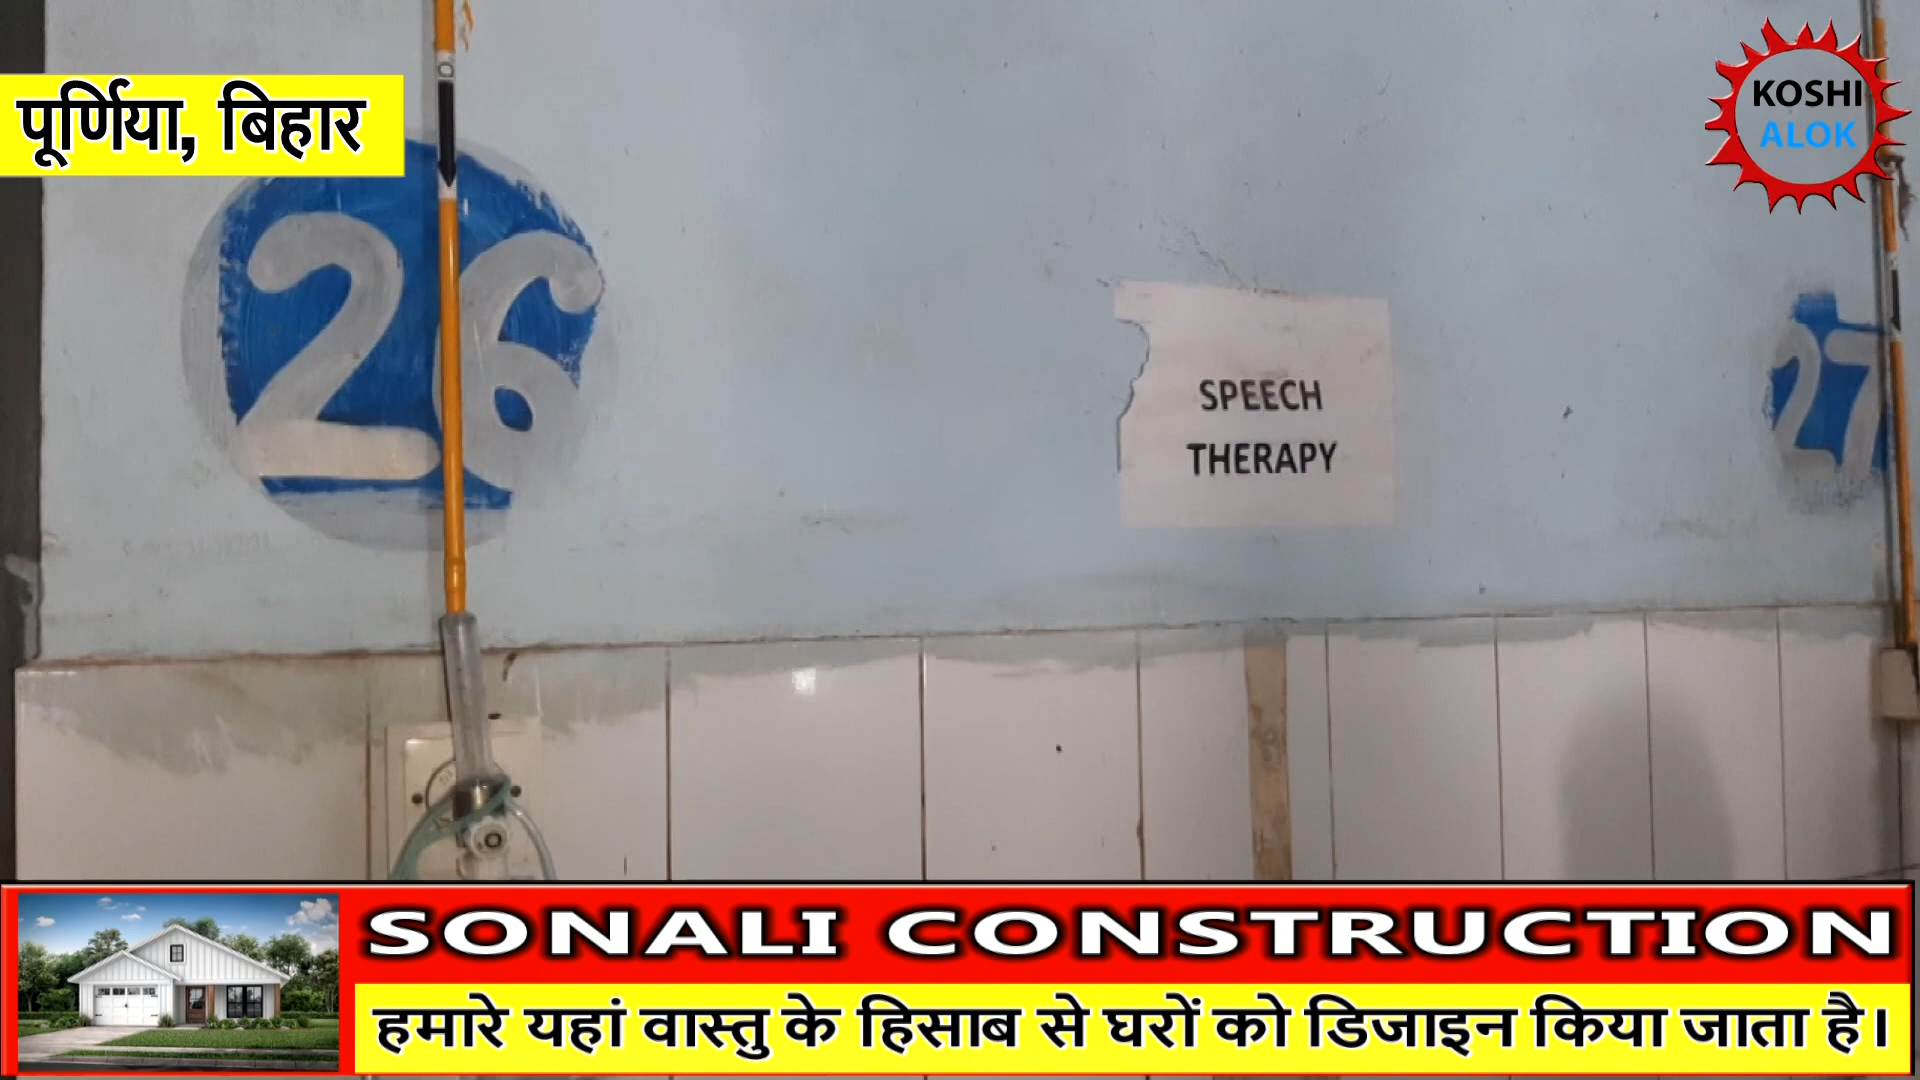 पूर्णिया, बिहार
KOSHI
ALOK
26
SPEECH
THERAPY
27
SONALI CONSTRUCTION
हमारे यहां वास्तु के हिसाब से घरों को डिजाइन किया जाता है।